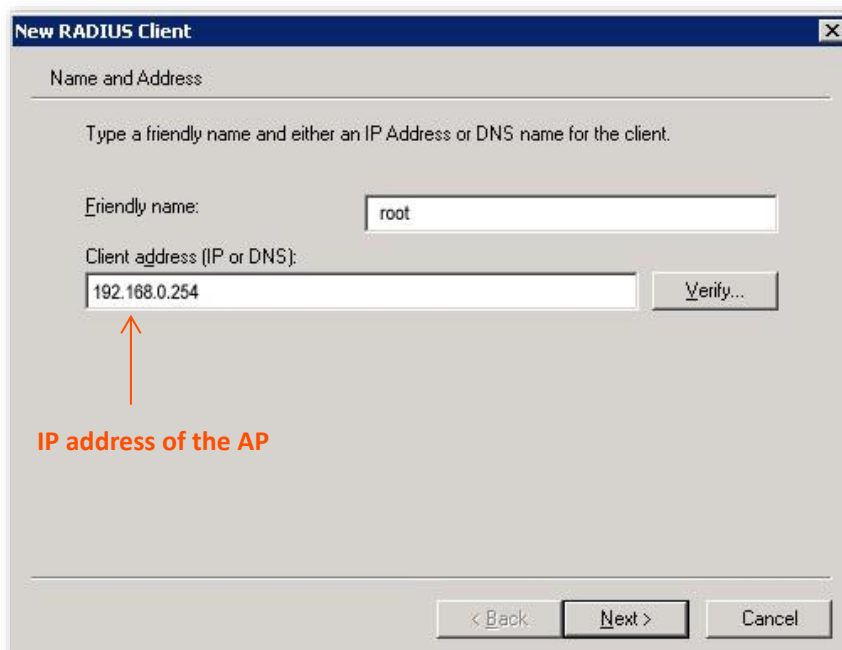 New RADIUS Client
Name and Address
Type a friendly name and either an IP Address or DNS name for the client.
Friendly name:
root
Client address (IP or DNS):
192.168.0.254
Verify...
IP address of the AP
< Back
Next >
Cancel